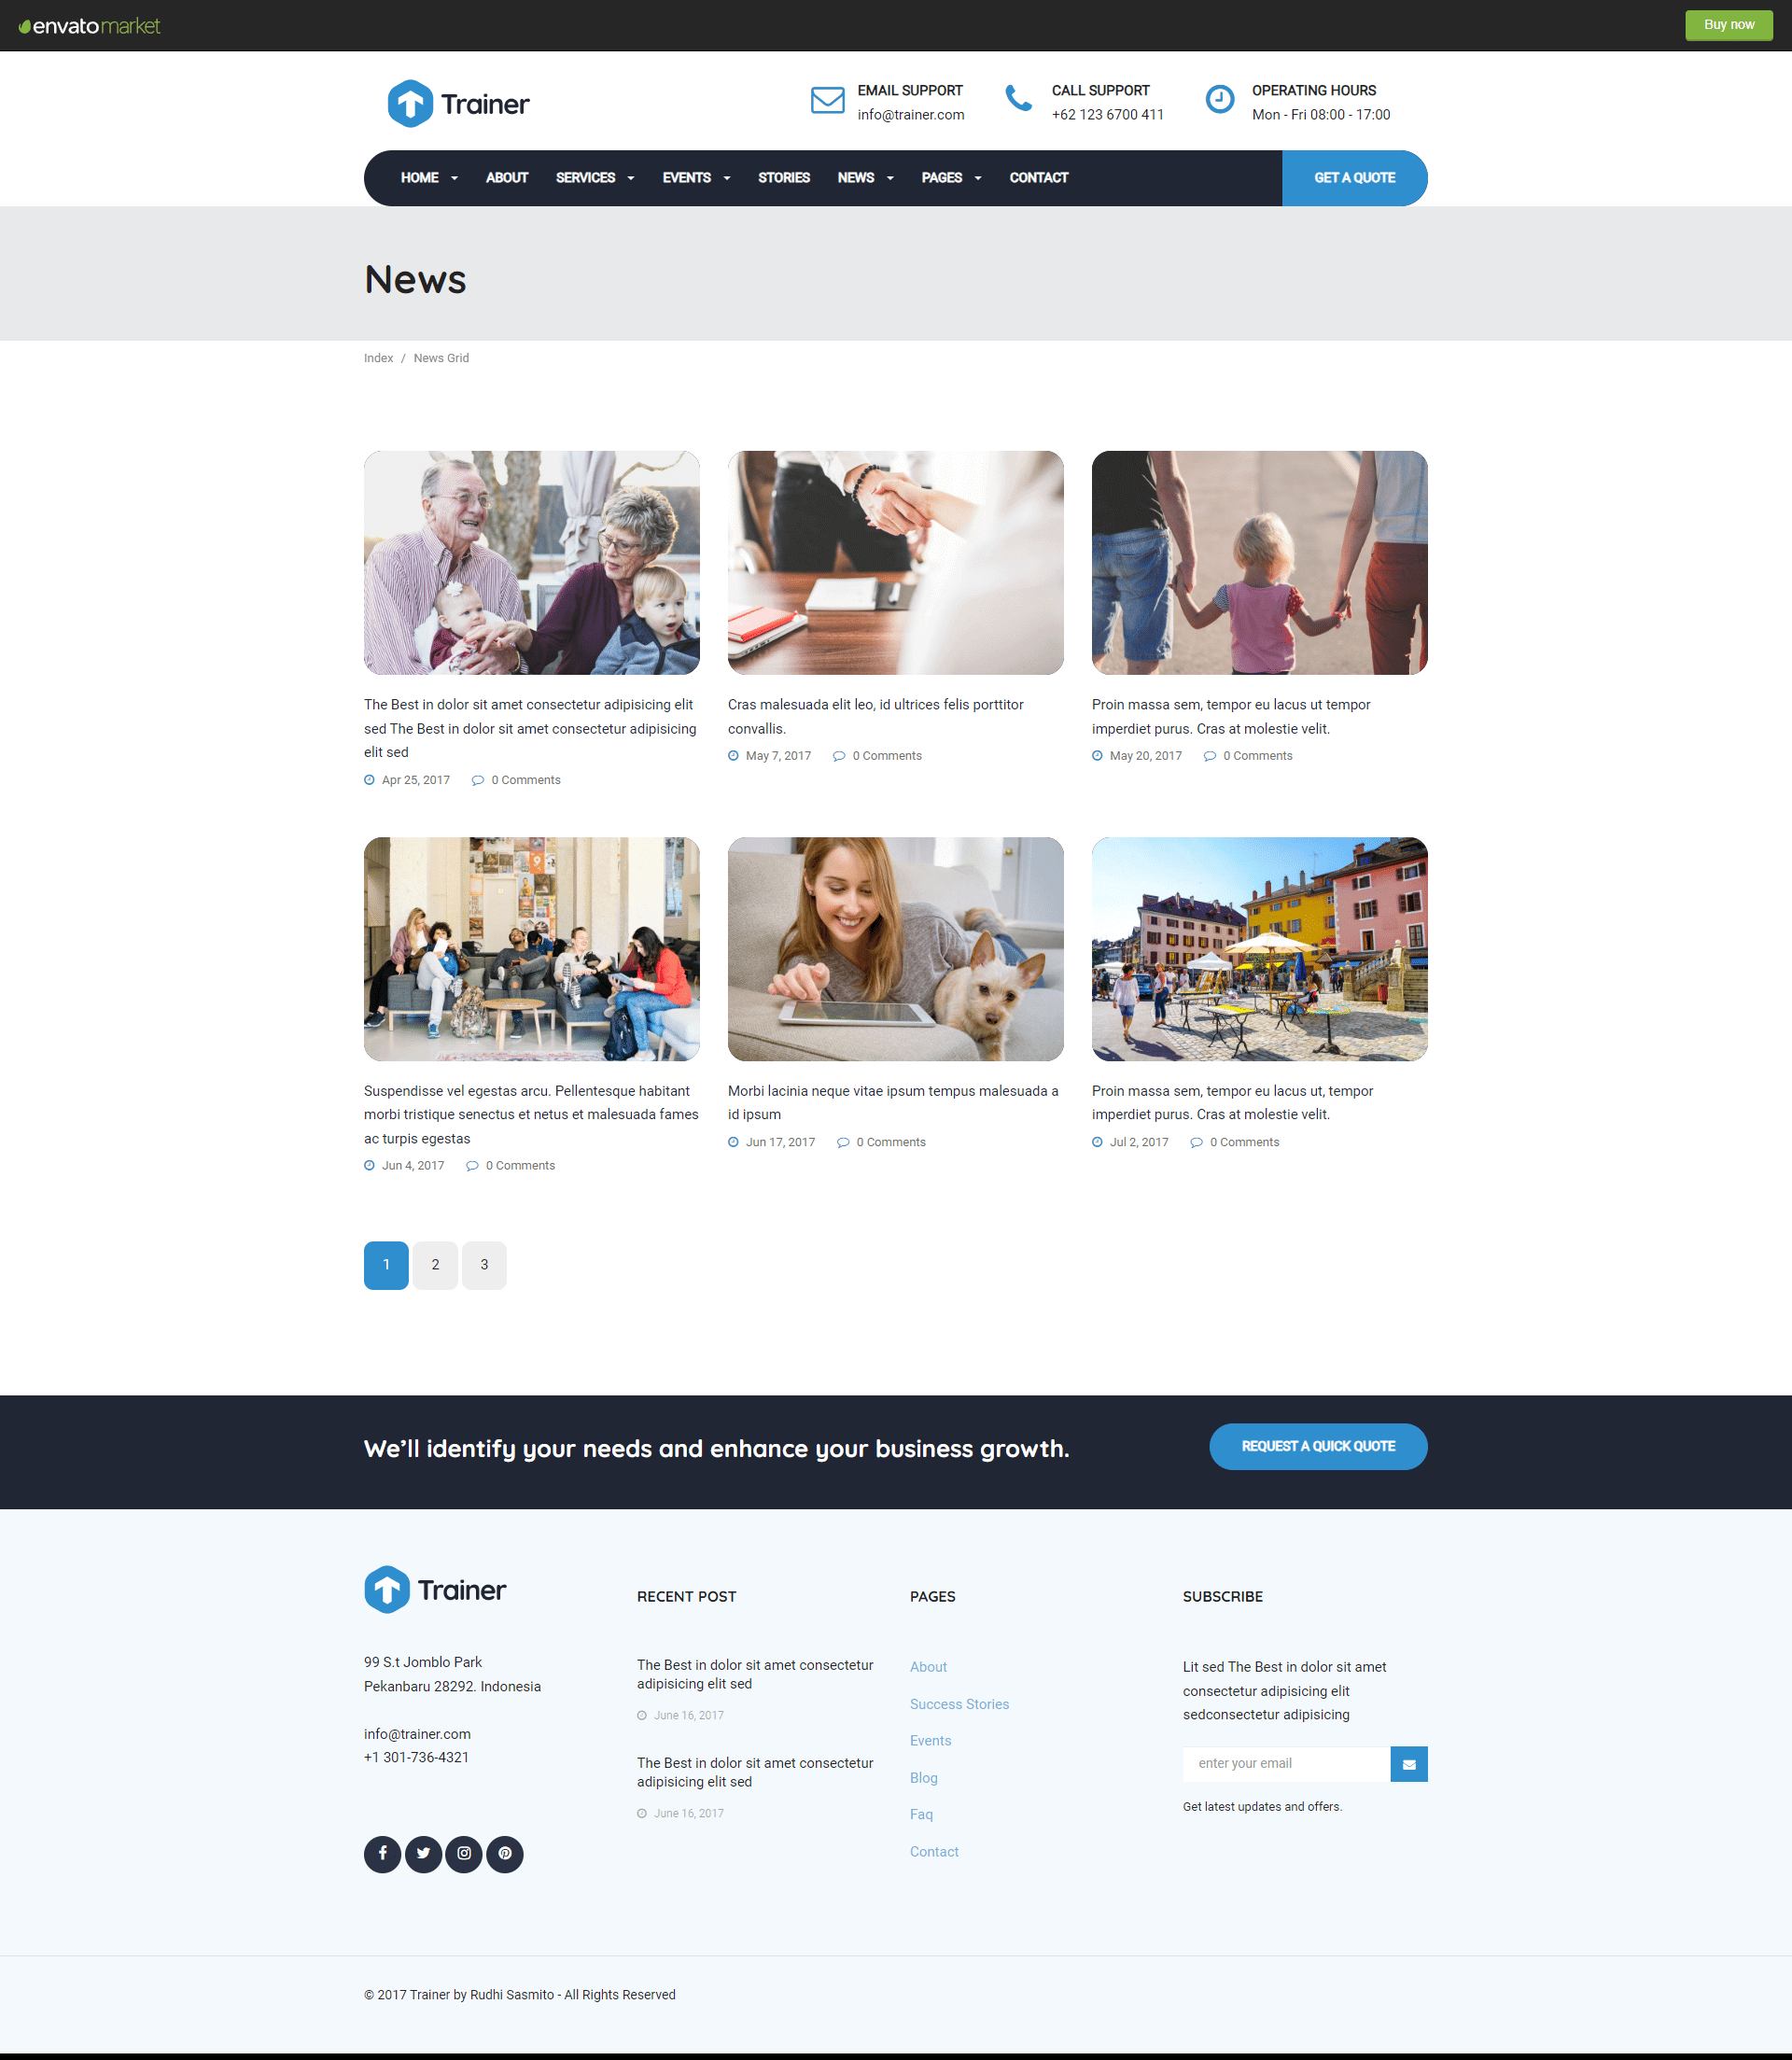 envatomarket
Buy now
Trainer
EMAIL SUPPORT
info@trainer.com
CALL SUPPORT
+62 123 6700 411
OPERATING HOURS
Mon - Fri 08:00 - 17:00
HOME ABOUT SERVICES EVENTS STORIES NEWS PAGES CONTACT GET A QUOTE
News
Index / News Grid
The Best in dolor sit amet consectetur adipisicing elit
sed The Best in dolor sit amet consectetur adipisicing
elit sed
Apr 25, 2017 0 Comments
Cras malesuada elit leo, id ultrices felis porttitor
convallis.
May 7, 2017 0 Comments
Proin massa sem, tempor eu lacus ut tempor
imperdiet purus. Cras at molestie velit.
May 20, 2017 0 Comments
Suspendisse vel egestas arcu. Pellentesque habitant
morbi tristique senectus et netus et malesuada fames
ac turpis egestas
Jun 4, 2017 0 Comments
Morbi lacinia neque vitae ipsum tempus malesuada a
id ipsum
Jun 17, 2017 0 Comments
Proin massa sem, tempor eu lacus ut, tempor
imperdiet purus. Cras at molestie velit.
Jul 2, 2017 0 Comments
1 2 3
We’ll identify your needs and enhance your business growth.
REQUEST A QUICK QUOTE
Trainer
99 S.t Jomblo Park
Pekanbaru 28292. Indonesia
info@trainer.com
+1 301-736-4321
RECENT POST
The Best in dolor sit amet consectetur
adipisicing elit sed
June 16, 2017
The Best in dolor sit amet consectetur
adipisicing elit sed
June 16, 2017
PAGES
About
Success Stories
Events
Blog
Faq
Contact
SUBSCRIBE
Lit sed The Best in dolor sit amet
consectetur adipisicing elit
sedconsectetur adipisicing
enter your email
Get latest updates and offers.
© 2017 Trainer by Rudhi Sasmito - All Rights Reserved